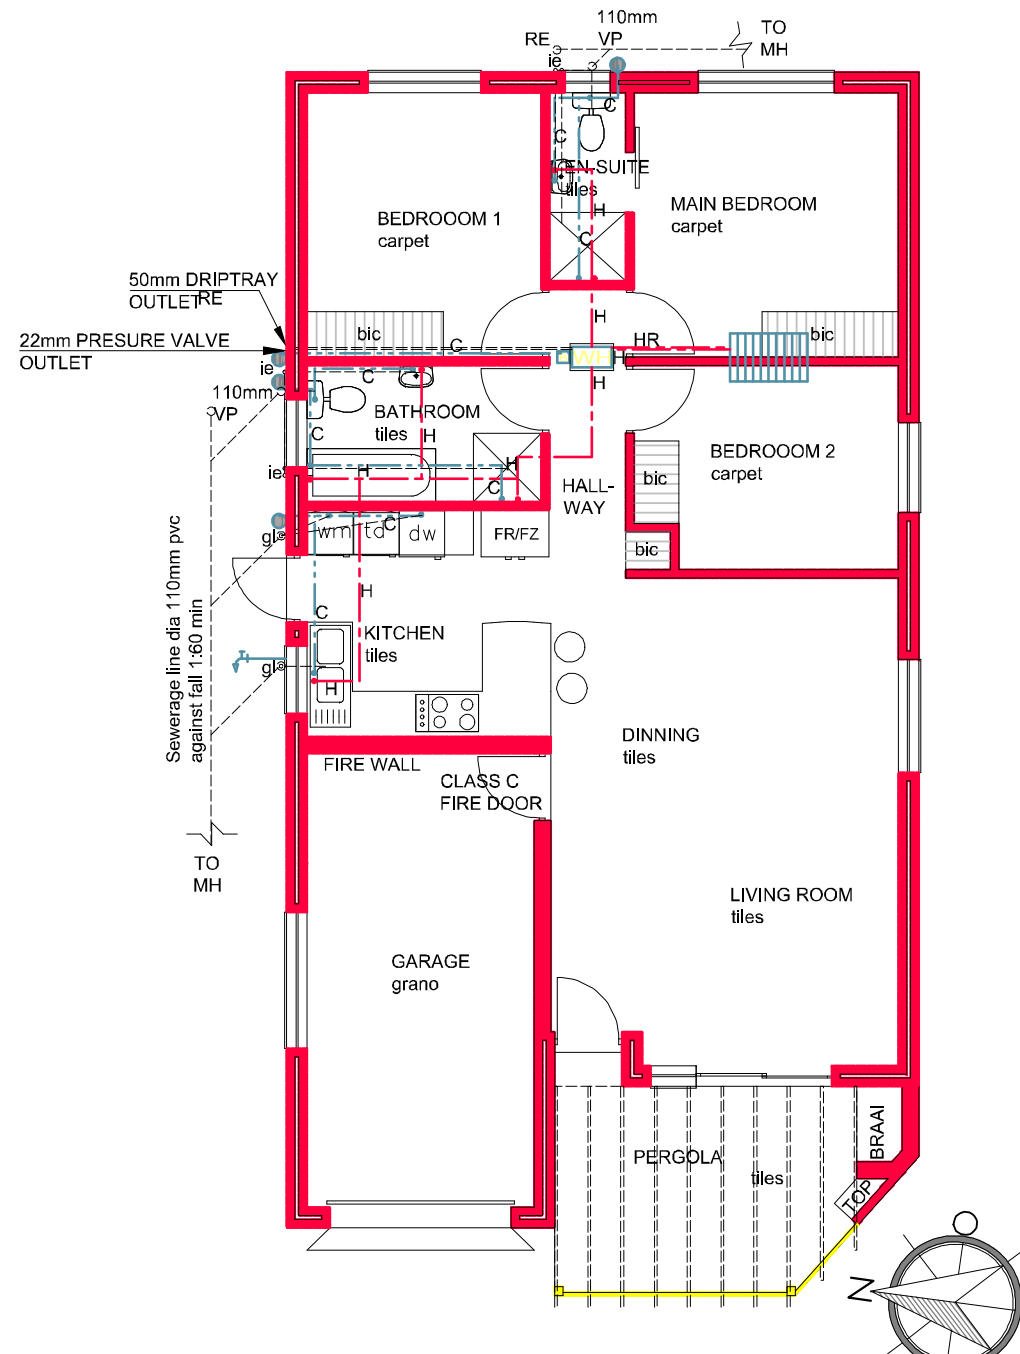 110mm
VP
TO
MH
RE
ie
C
C
EN-SUITE
tiles
H
C
BEDROOOM 1
carpet
MAIN BEDROOM
carpet
50mm DRIPTRAY
OUTLET
RE
22mm PRESURE VALVE
OUTLET
bic
bic
H
C
HR
WH
H
H
ie
110mm
VP
C
C
BATHROOM
tiles
H
H
H
C
ie
BEDROOOM 2
carpet
bic
HALL-
WAY
bic
gl
wm
td
C
dw
FR/FZ
H
C
KITCHEN
tiles
gl
H
Sewerage line dia 110mm pvc
against fall 1:60 min
DINNING
tiles
FIRE WALL
CLASS C
FIRE DOOR
TO
MH
LIVING ROOM
tiles
GARAGE
grano
PERGOLA
tiles
BRAAI
TOP
N